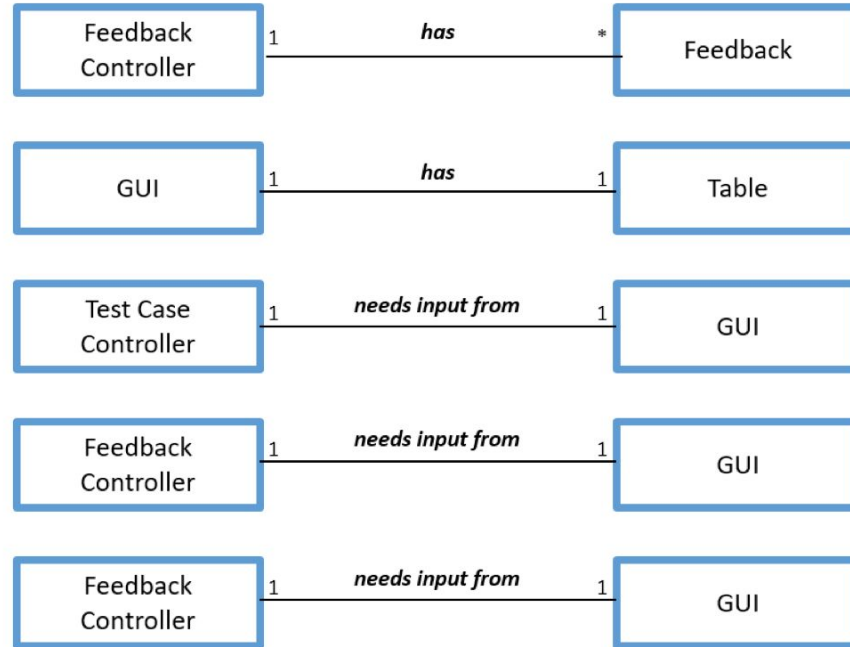 Feedback
Controller
1
has
*
Feedback
GUI
1
has
1
Table
Test Case
Controller
1
needs input from
1
GUI
Feedback
Controller
1
needs input from
1
GUI
Feedback
Controller
1
needs input from
1
GUI